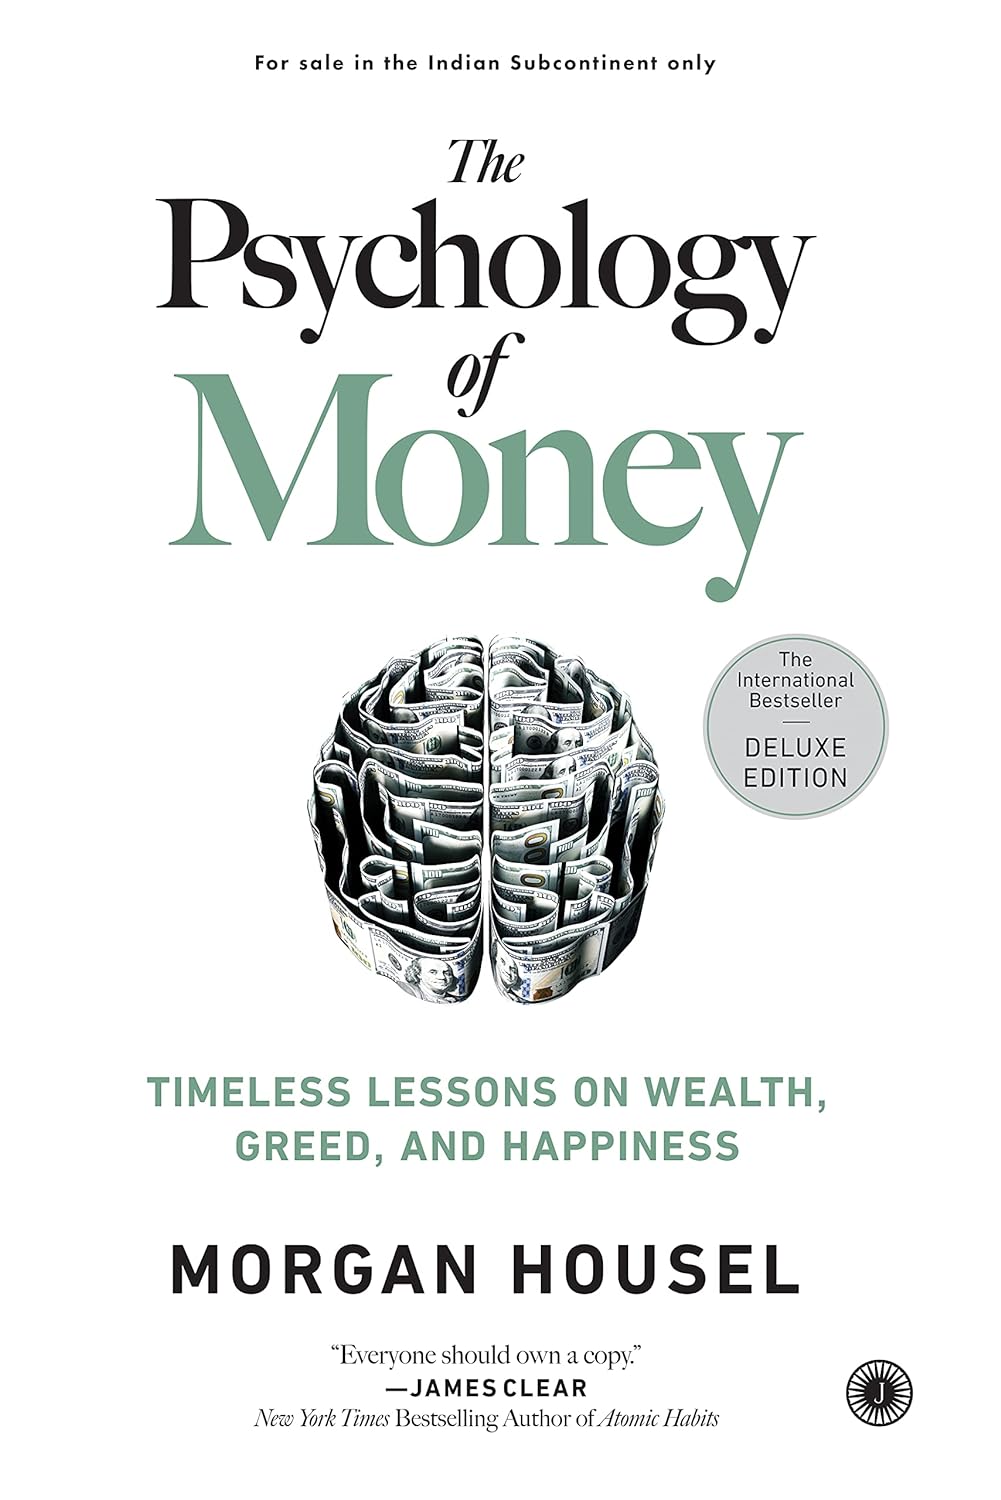 For sale in the Indian Subcontinent only
The
Psychology
of
Money
The
International
Bestseller
DELUXE
EDITION
TIMELESS LESSONS ON WEALTH,
GREED, AND HAPPINESS
MORGAN HOUSEL
“Everyone should own a copy.”
—JAMES CLEAR
New York Times Bestselling Author of Atomic Habits
J